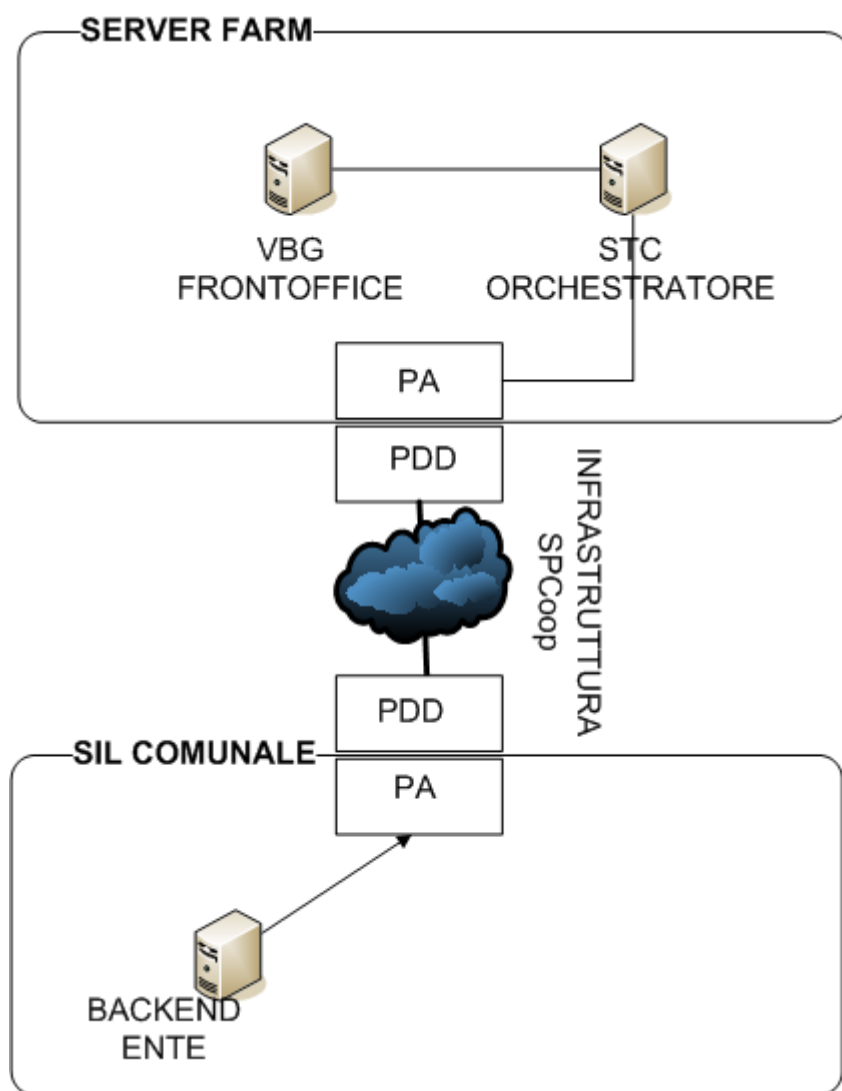 SERVER FARM
VBG
FRONTOFFICE
STC
ORCHESTRATORE
PA
PDD
INFRASTRUTTURA
SPCoop
PDD
SIL COMUNALE
PA
BACKEND
ENTE